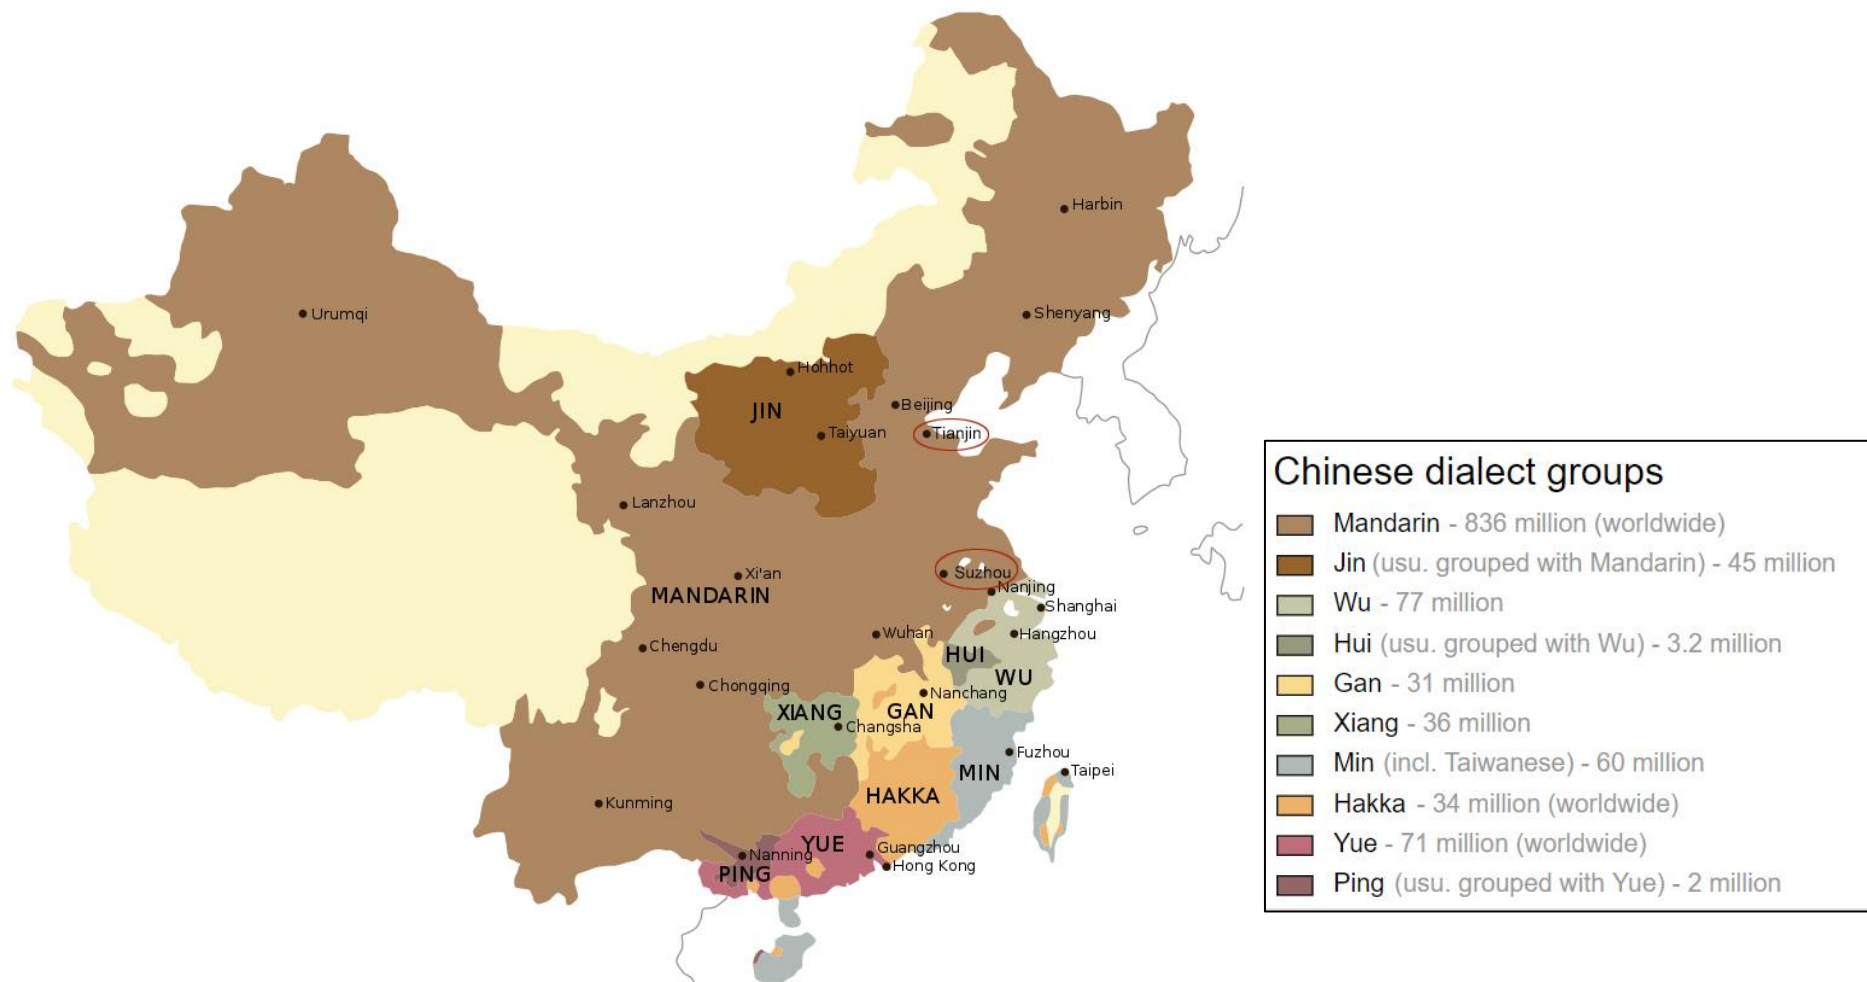 Harbin
Urumqi
Shenyang
Hohhot
Beijing
JIN
Taiyuan
Tianjin
Lanzhou
Xi'an
Suzhou
MANDARIN
Nanjing
Shanghai
Wuhan
Hangzhou
Chengdu
HUI
WU
Chongqing
Nanchang
XIANG
GAN
Changsha
Fuzhou
MIN
Taipei
HAKKA
Kunming
YUE
Guangzhou
Nanning
Hong Kong
PING
Chinese dialect groups
Mandarin - 836 million (worldwide)
Jin (usu. grouped with Mandarin) - 45 million
Wu - 77 million
Hui (usu. grouped with Wu) - 3.2 million
Gan - 31 million
Xiang - 36 million
Min (incl. Taiwanese) - 60 million
Hakka - 34 million (worldwide)
Yue - 71 million (worldwide)
Ping (usu. grouped with Yue) - 2 million